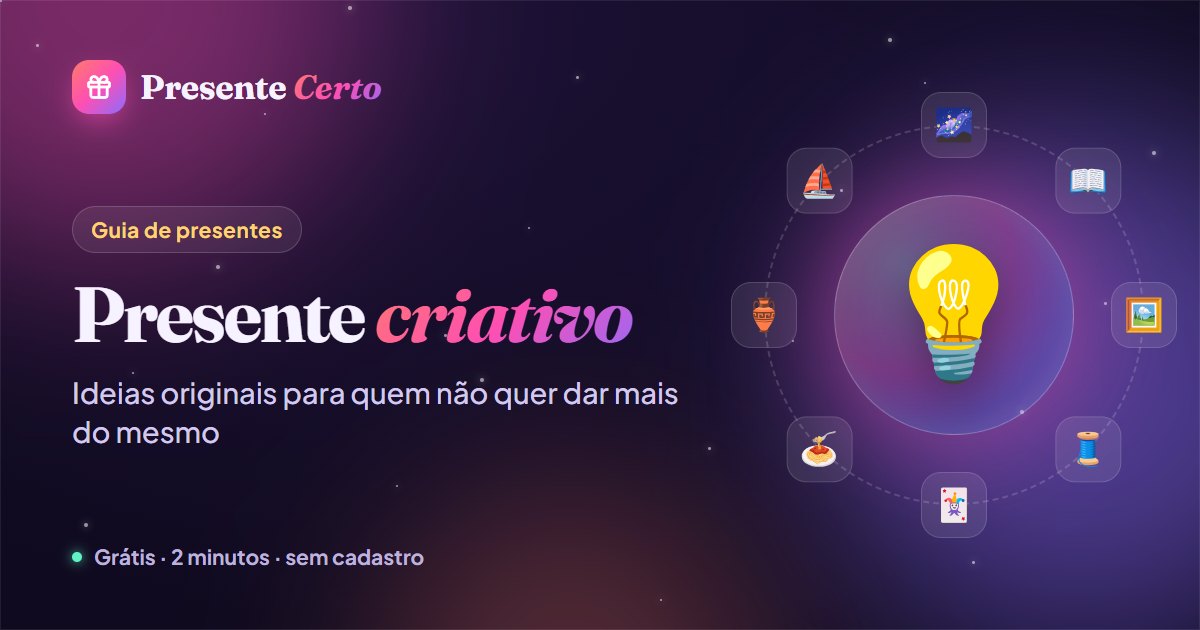 Presente Certo
Guia de presentes
Presente criativo
Ideias originais para quem não quer dar mais
do mesmo
Grátis · 2 minutos · sem cadastro